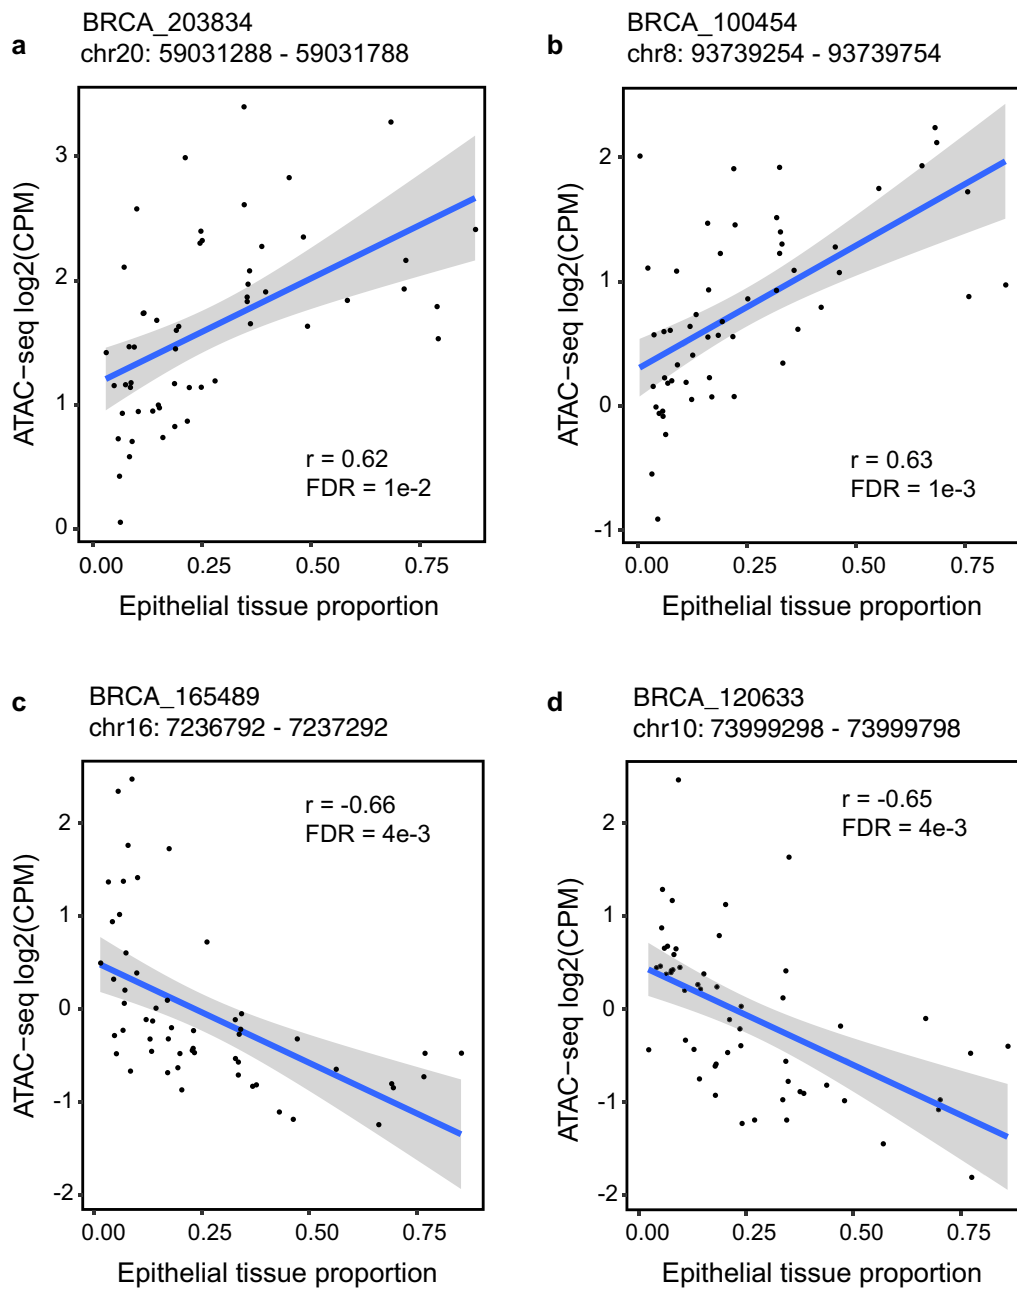 a
BRCA_203834
chr20: 59031288 - 59031788
ATAC−seq log2(CPM)
3
2
1
0
r = 0.62
FDR = 1e-2
0.00 0.25 0.50 0.75
Epithelial tissue proportion
b
BRCA_100454
chr8: 93739254 - 93739754
ATAC−seq log2(CPM)
2
1
0
-1
r = 0.63
FDR = 1e-3
0.00 0.25 0.50 0.75
Epithelial tissue proportion
c
BRCA_165489
chr16: 7236792 - 7237292
ATAC−seq log2(CPM)
2
1
0
-1
-2
r = -0.66
FDR = 4e-3
0.00 0.25 0.50 0.75
Epithelial tissue proportion
d
BRCA_120633
chr10: 73999298 - 73999798
ATAC−seq log2(CPM)
2
1
0
-1
-2
r = -0.65
FDR = 4e-3
0.00 0.25 0.50 0.75
Epithelial tissue proportion